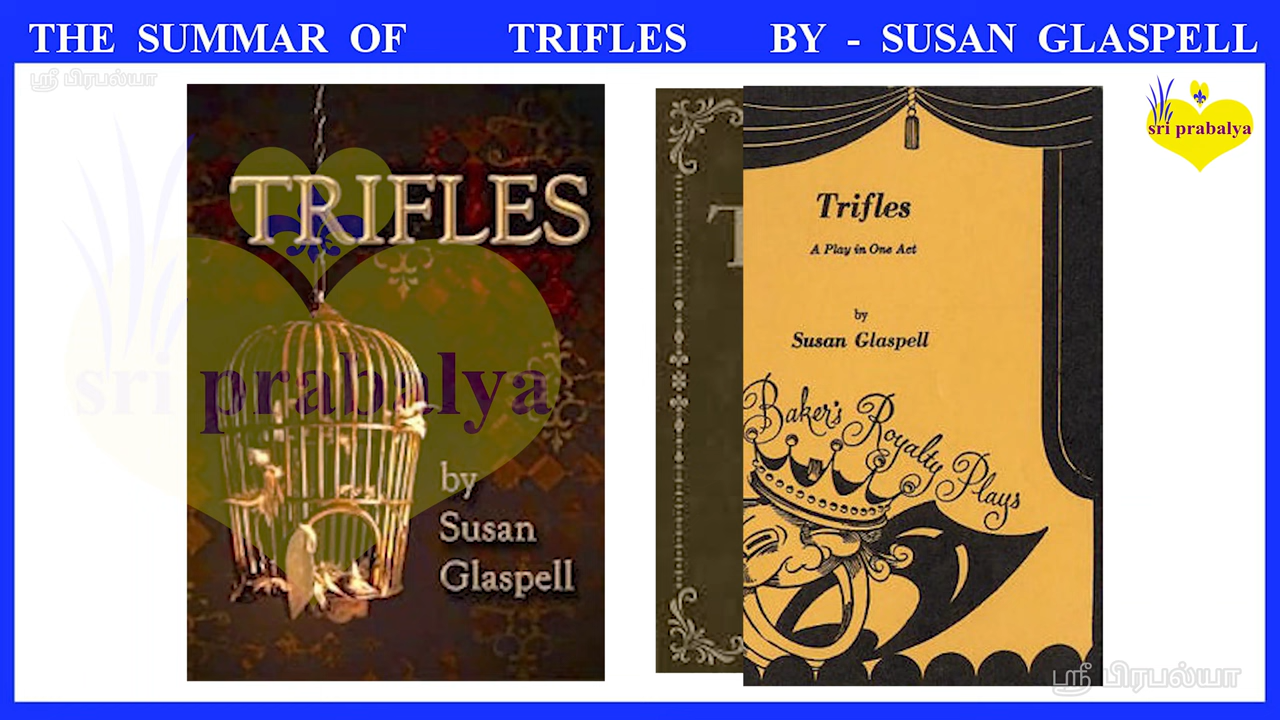 THE SUMMAR OF TRIFLES BY - SUSAN GLASPELL
ஸ்ரீ பிரபல்யா
sri prabalya
TRIFLES
sri prabalya
by
Susan
Glaspell
T
Trifles
A Play in One Act
by
Susan Glaspell
Baker's Royalty Plays
ஸ்ரீ பிரபல்யா